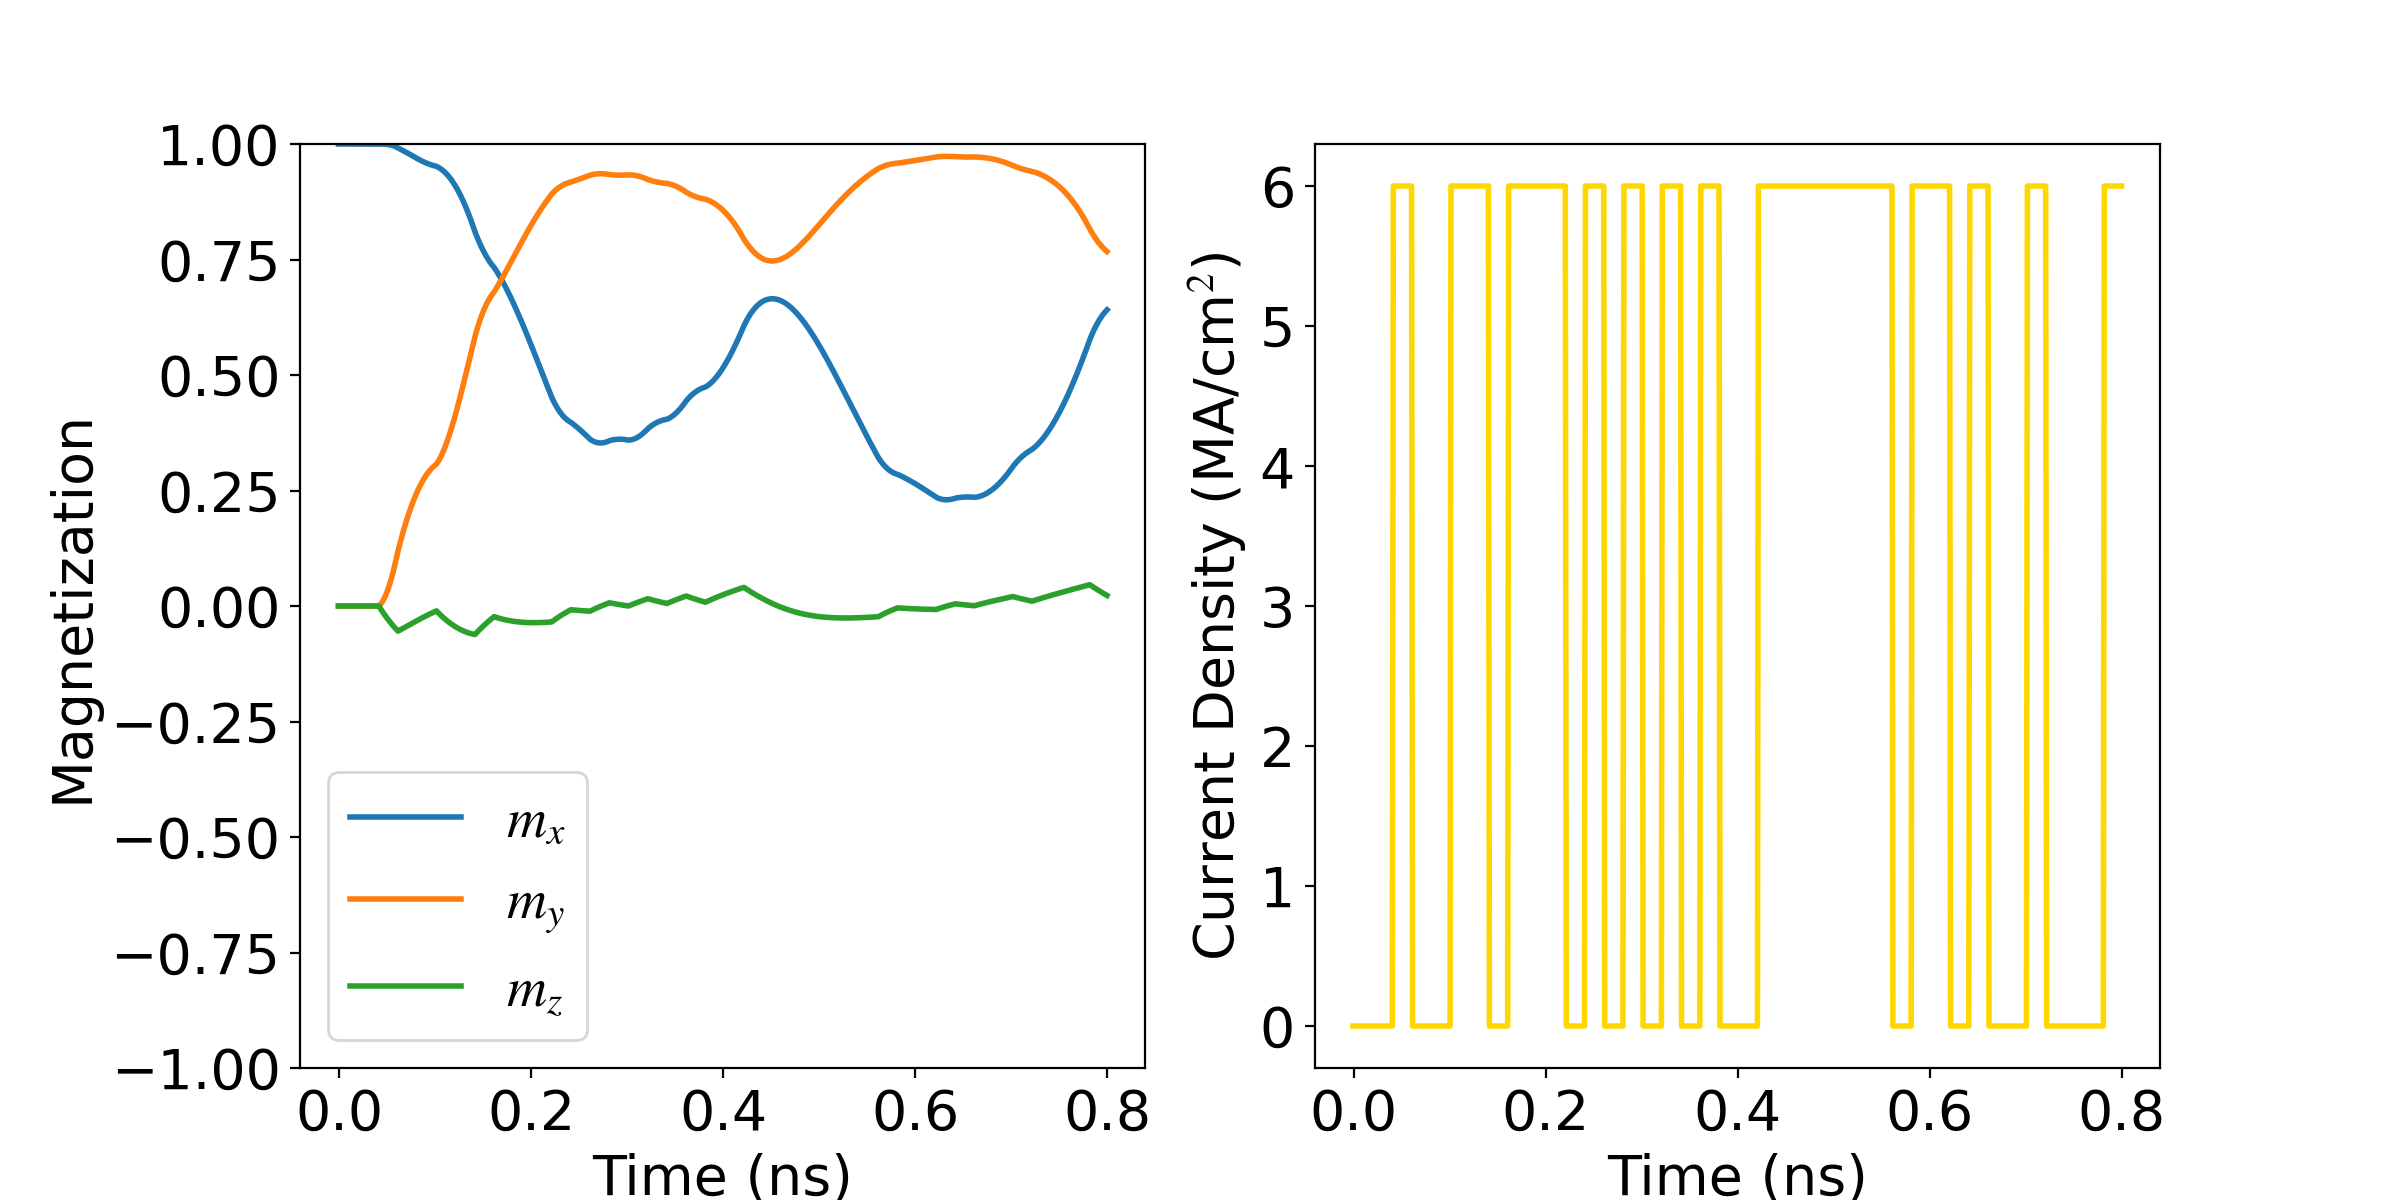 Magnetization
1.00
0.75
0.50
0.25
0.00
−0.25
−0.50
−0.75
−1.00
m_x
m_y
m_z
0.0 0.2 0.4 0.6 0.8
Time (ns)
Current Density (MA/cm²)
6
5
4
3
2
1
0
0.0 0.2 0.4 0.6 0.8
Time (ns)